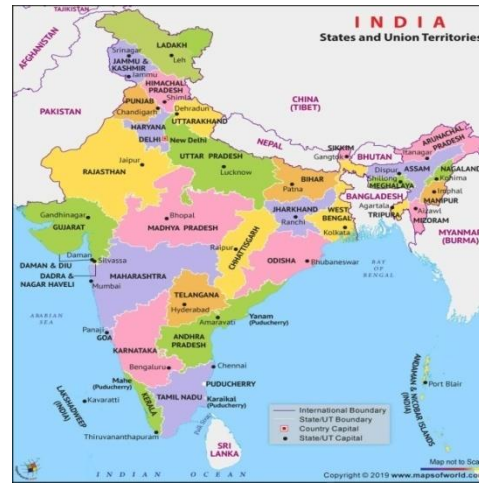 INDIA
States and Union Territories
TAJIKISTAN
AFGHANISTAN
PAKISTAN
CHINA
(TIBET)
NEPAL
BHUTAN
BANGLADESH
MYANMAR
(BURMA)
SRI
LANKA
LADAKH
Leh
Srinagar
JAMMU &
KASHMIR
Jammu
HIMACHAL
PRADESH
Shimla
PUNJAB
Chandigarh
Dehradun
UTTARAKHAND
HARYANA
DELHI
New Delhi
RAJASTHAN
Jaipur
UTTAR PRADESH
Lucknow
BIHAR
Patna
SIKKIM
Gangtok
ARUNACHAL
PRADESH
Itanagar
ASSAM
Dispur
NAGALAND
Kohima
Shillong
MEGHALAYA
Imphal
MANIPUR
Agartala
TRIPURA
Aizawl
MIZORAM
WEST
BENGAL
Kolkata
JHARKHAND
Ranchi
GUJARAT
Gandhinagar
MADHYA PRADESH
Bhopal
CHHATTISGARH
Raipur
ODISHA
Bhubaneswar
Daman
Silvassa
DAMAN & DIU
DADRA &
NAGAR HAVELI
MAHARASHTRA
Mumbai
TELANGANA
Hyderabad
Amaravati
Yanam
(Puducherry)
ANDHRA
PRADESH
Panaji
GOA
KARNATAKA
Bengaluru
Chennai
Mahe
(Puducherry)
PUDUCHERRY
Karaikal
(Puducherry)
TAMIL NADU
KERALA
Thiruvananthapuram
LAKSHADWEEP
(INDIA)
Kavaratti
ANDAMAN & NICOBAR ISLANDS
(INDIA)
Port Blair
ARABIAN
SEA
BAY
OF
BENGAL
INDIAN OCEAN
International Boundary
State/UT Boundary
Country Capital
State/UT Capital
Map not to Sca
Copyright © 2019 www.mapsofworld.co